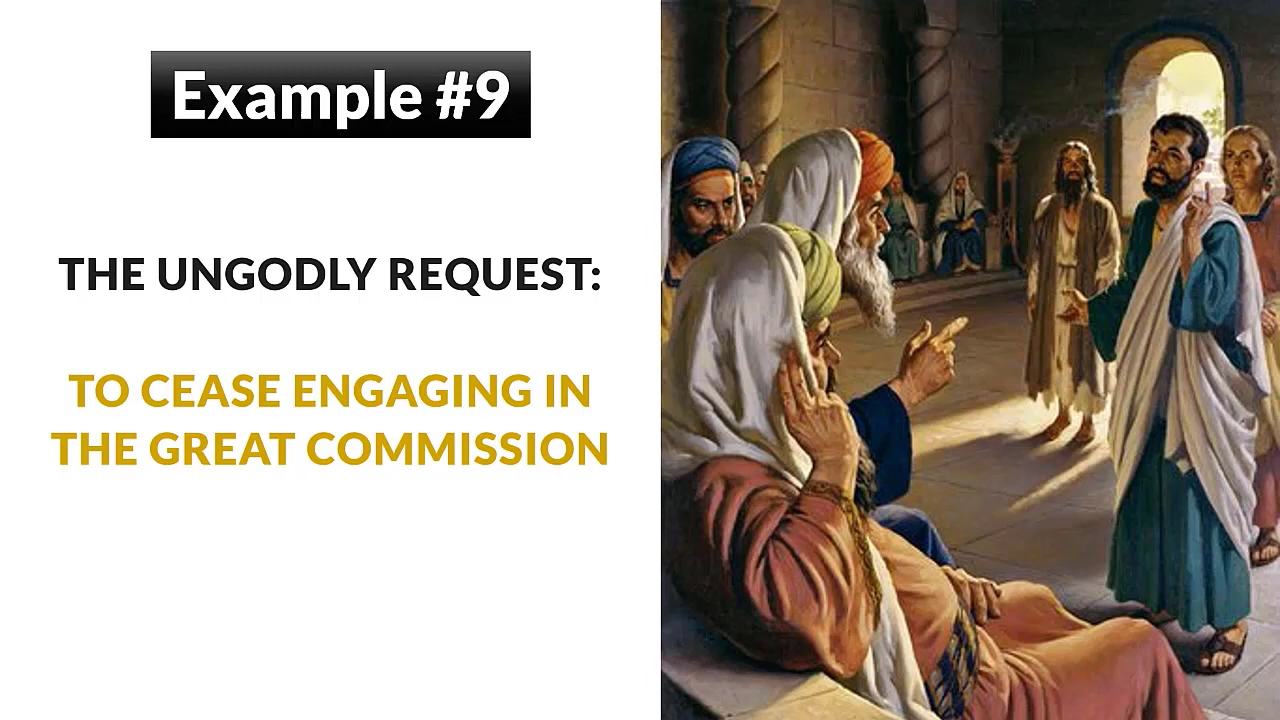 Example #9
THE UNGODLY REQUEST:
TO CEASE ENGAGING IN
THE GREAT COMMISSION